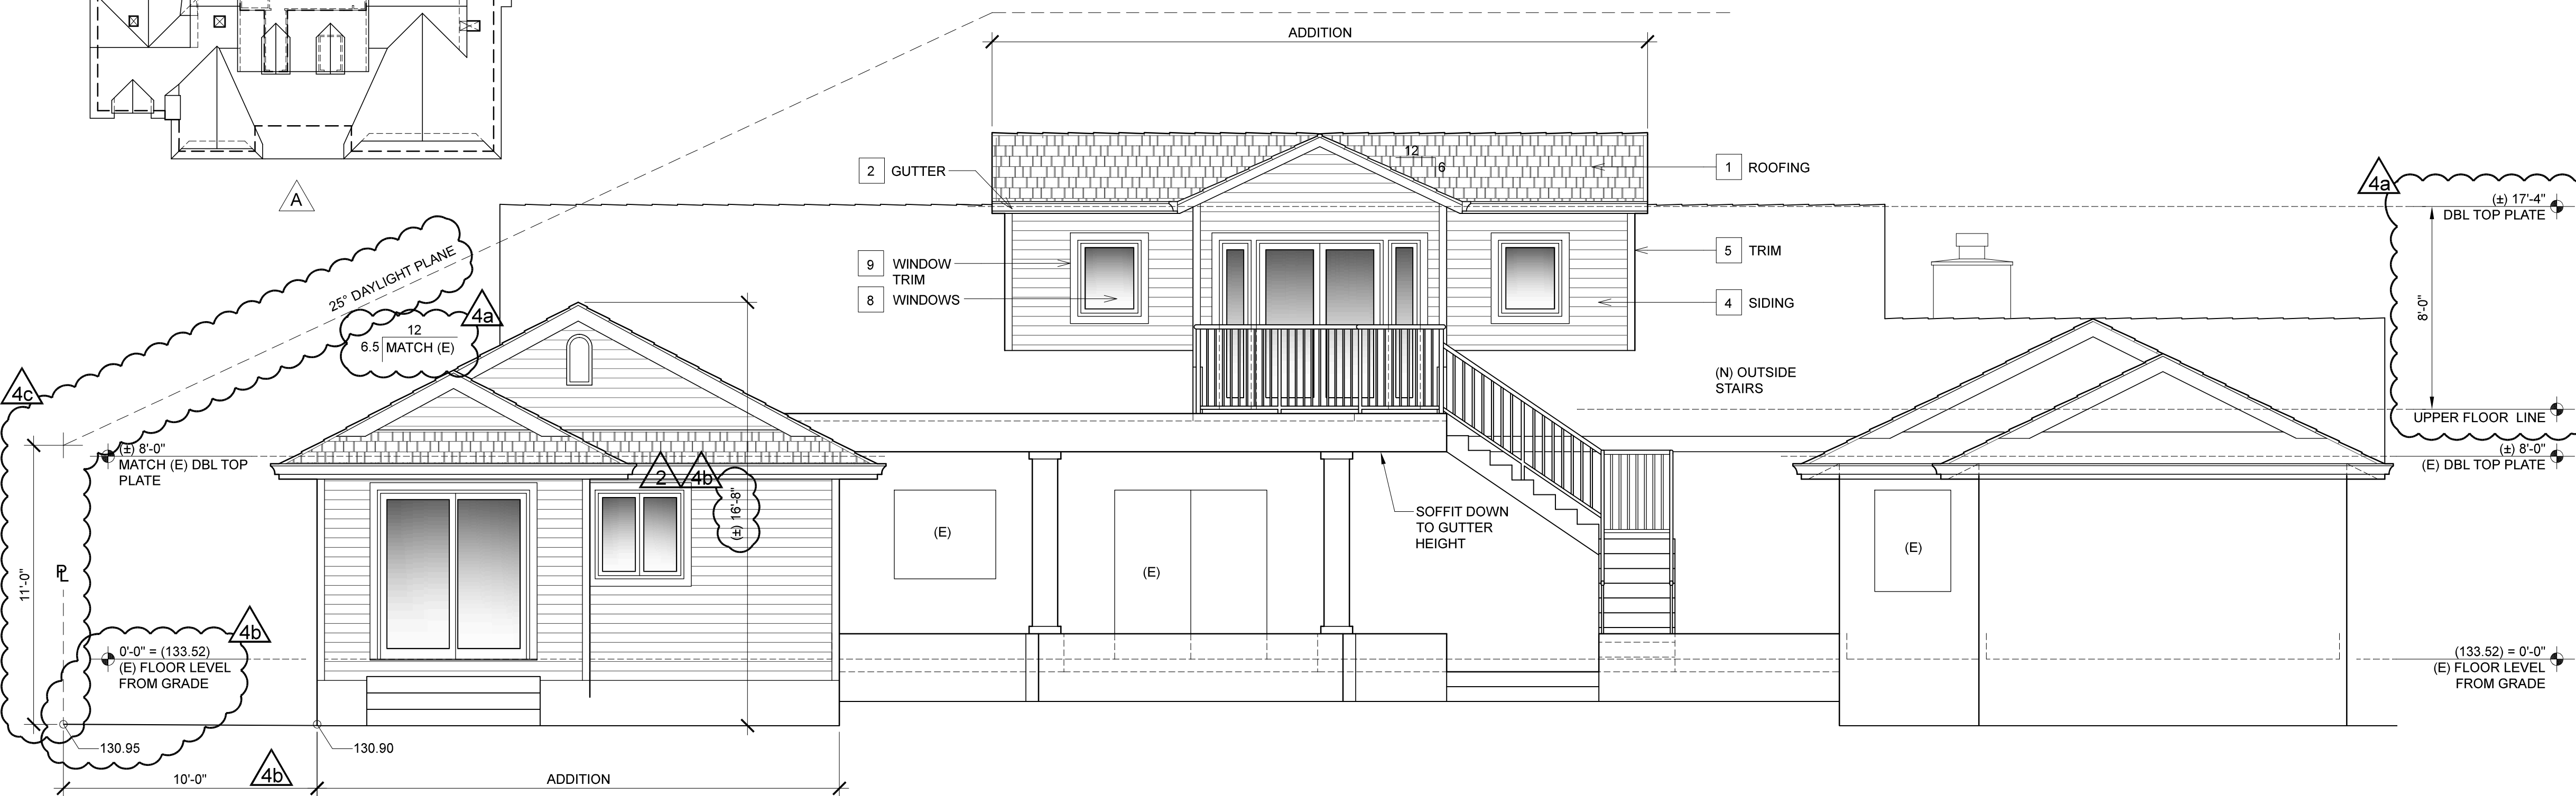 ADDITION
12
6
2 GUTTER
1 ROOFING
A
4a
(±) 17'-4"
DBL TOP PLATE
25° DAYLIGHT PLANE
9 WINDOW
TRIM
8 WINDOWS
5 TRIM
4 SIDING
8'-0"
4a
12
6.5 MATCH (E)
4c
(N) OUTSIDE
STAIRS
UPPER FLOOR LINE
(±) 8'-0"
MATCH (E) DBL TOP
PLATE
(±) 8'-0"
(E) DBL TOP PLATE
2
4b
(±) 16'-8"
SOFFIT DOWN
TO GUTTER
HEIGHT
(E)
(E)
(E)
11'-0"
PL
4b
0'-0" = (133.52)
(E) FLOOR LEVEL
FROM GRADE
(133.52) = 0'-0"
(E) FLOOR LEVEL
FROM GRADE
130.95
130.90
10'-0"
4b
ADDITION